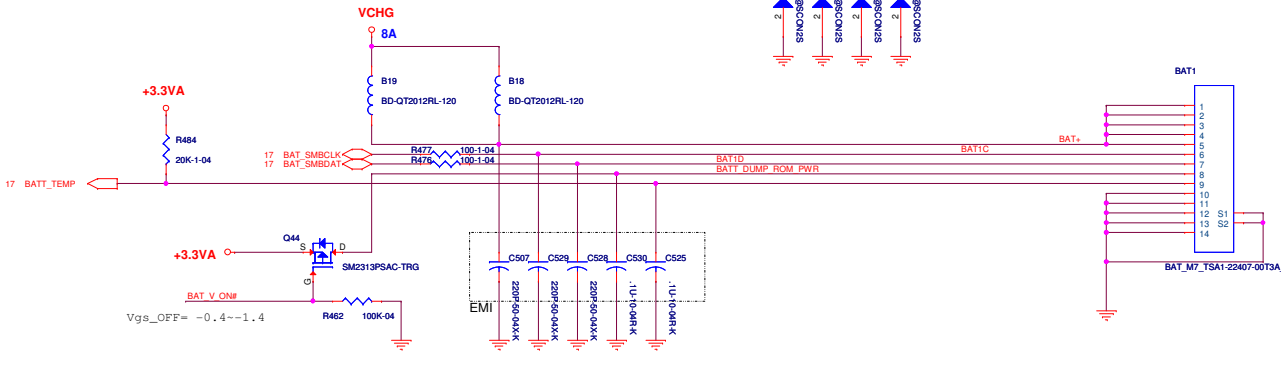 VCHG
8A
2 @SCON2S
2 @SCON2S
2 @SCON2S
2 @SCON2S
BAT1
B19
BD-QT2012RL-120
B18
BD-QT2012RL-120
+3.3VA
R484
20K-1-04
17 BAT_SMBCLK
R477
100-1-04
17 BAT_SMBDAT
R476
100-1-04
BAT+
BAT1C
BAT1D
BATT_DUMP_ROM_PWR
17 BATT_TEMP
1
2
3
4
5
6
7
8
9
10
11
12 S1
13 S2
14
BAT_M7_TSA1-22407-00T3A
Q44
S D
G
+3.3VA
SM2313PSAC-TRG
BAT_V_ON#
R462 100K-04
Vgs_OFF= -0.4~-1.4
C507 C529 C528 C530 C525
220P-50-04X-K
220P-50-04X-K
220P-50-04X-K
.1U-10-04R-K
.1U-10-04R-K
EMI